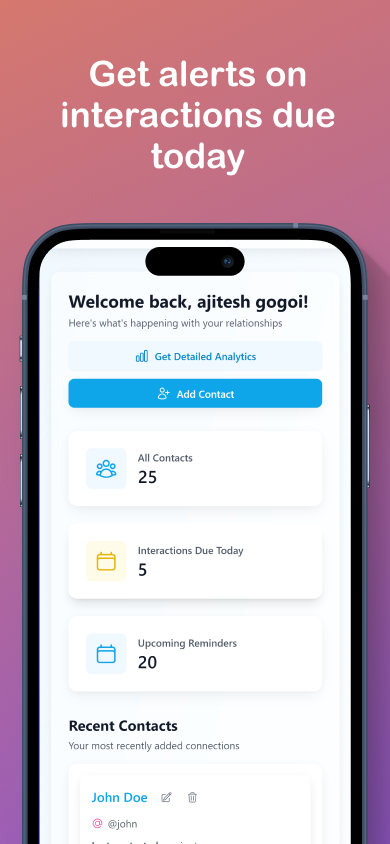 Get alerts on
interactions due
today
Welcome back, ajitesh gogoi!
Here's what's happening with your relationships
Get Detailed Analytics
Add Contact
All Contacts
25
Interactions Due Today
5
Upcoming Reminders
20
Recent Contacts
Your most recently added connections
John Doe
@john